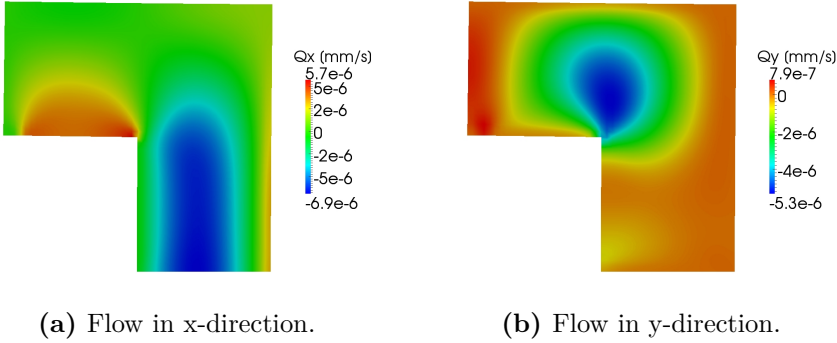 Qx (mm/s)
5.7e-6
5e-6
2e-6
0
-2e-6
-5e-6
-6.9e-6
Qy (mm/s)
7.9e-7
0
-2e-6
-4e-6
-5.3e-6
(a) Flow in x-direction.
(b) Flow in y-direction.